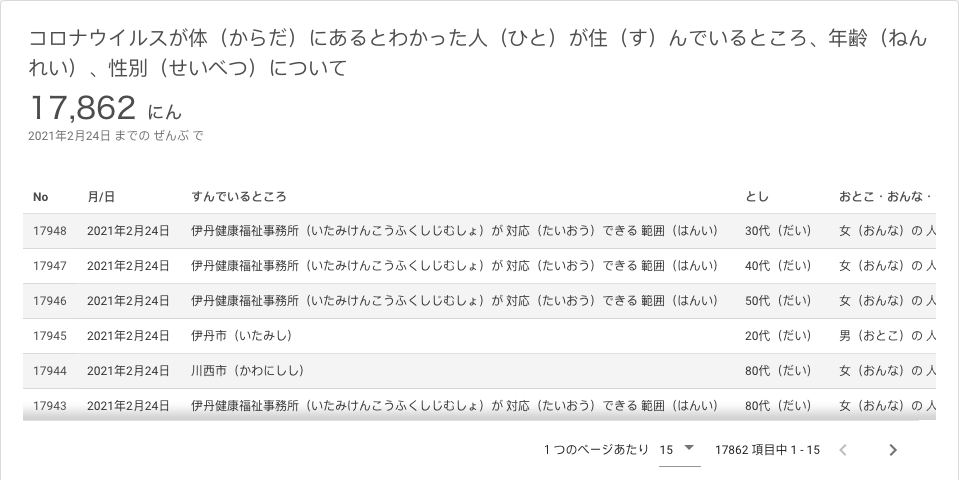 コロナウイルスが体（からだ）にあるとわかった人（ひと）が住（す）んでいるところ、年齢（ねん
れい）、性別（せいべつ）について
17,862 にん
2021年2月24日 までの ぜんぶ で
No 月/日 すんでいるところ とし おとこ・おんな・
17948 2021年2月24日 伊丹健康福祉事務所（いたみけんこうふくしじむしょ）が 対応（たいおう）できる 範囲（はんい） 30代（だい） 女（おんな）の 人
17947 2021年2月24日 伊丹健康福祉事務所（いたみけんこうふくしじむしょ）が 対応（たいおう）できる 範囲（はんい） 40代（だい） 女（おんな）の 人
17946 2021年2月24日 伊丹健康福祉事務所（いたみけんこうふくしじむしょ）が 対応（たいおう）できる 範囲（はんい） 50代（だい） 女（おんな）の 人
17945 2021年2月24日 伊丹市（いたみし） 20代（だい） 男（おとこ）の 人
17944 2021年2月24日 川西市（かわにしし） 80代（だい） 女（おんな）の 人
17943 2021年2月24日 伊丹健康福祉事務所（いたみけんこうふくしじむしょ）が 対応（たいおう）できる 範囲（はんい） 80代（だい） 女（おんな）の 人
1 つのページあたり 15 17862 項目中 1 - 15